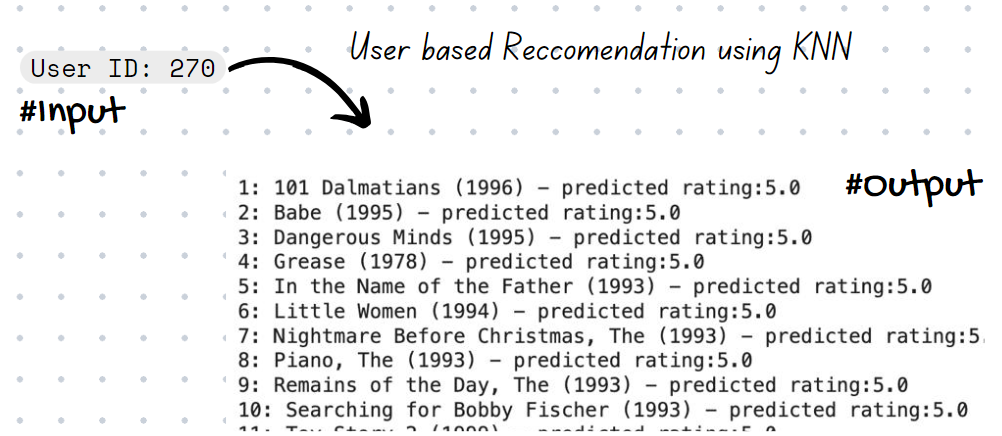 User based Reccomendation using KNN
User ID: 270
#Input
#Output
1: 101 Dalmatians (1996) – predicted rating:5.0
2: Babe (1995) – predicted rating:5.0
3: Dangerous Minds (1995) – predicted rating:5.0
4: Grease (1978) – predicted rating:5.0
5: In the Name of the Father (1993) – predicted rating:5.0
6: Little Women (1994) – predicted rating:5.0
7: Nightmare Before Christmas, The (1993) – predicted rating:5.
8: Piano, The (1993) – predicted rating:5.0
9: Remains of the Day, The (1993) – predicted rating:5.0
10: Searching for Bobby Fischer (1993) – predicted rating:5.0